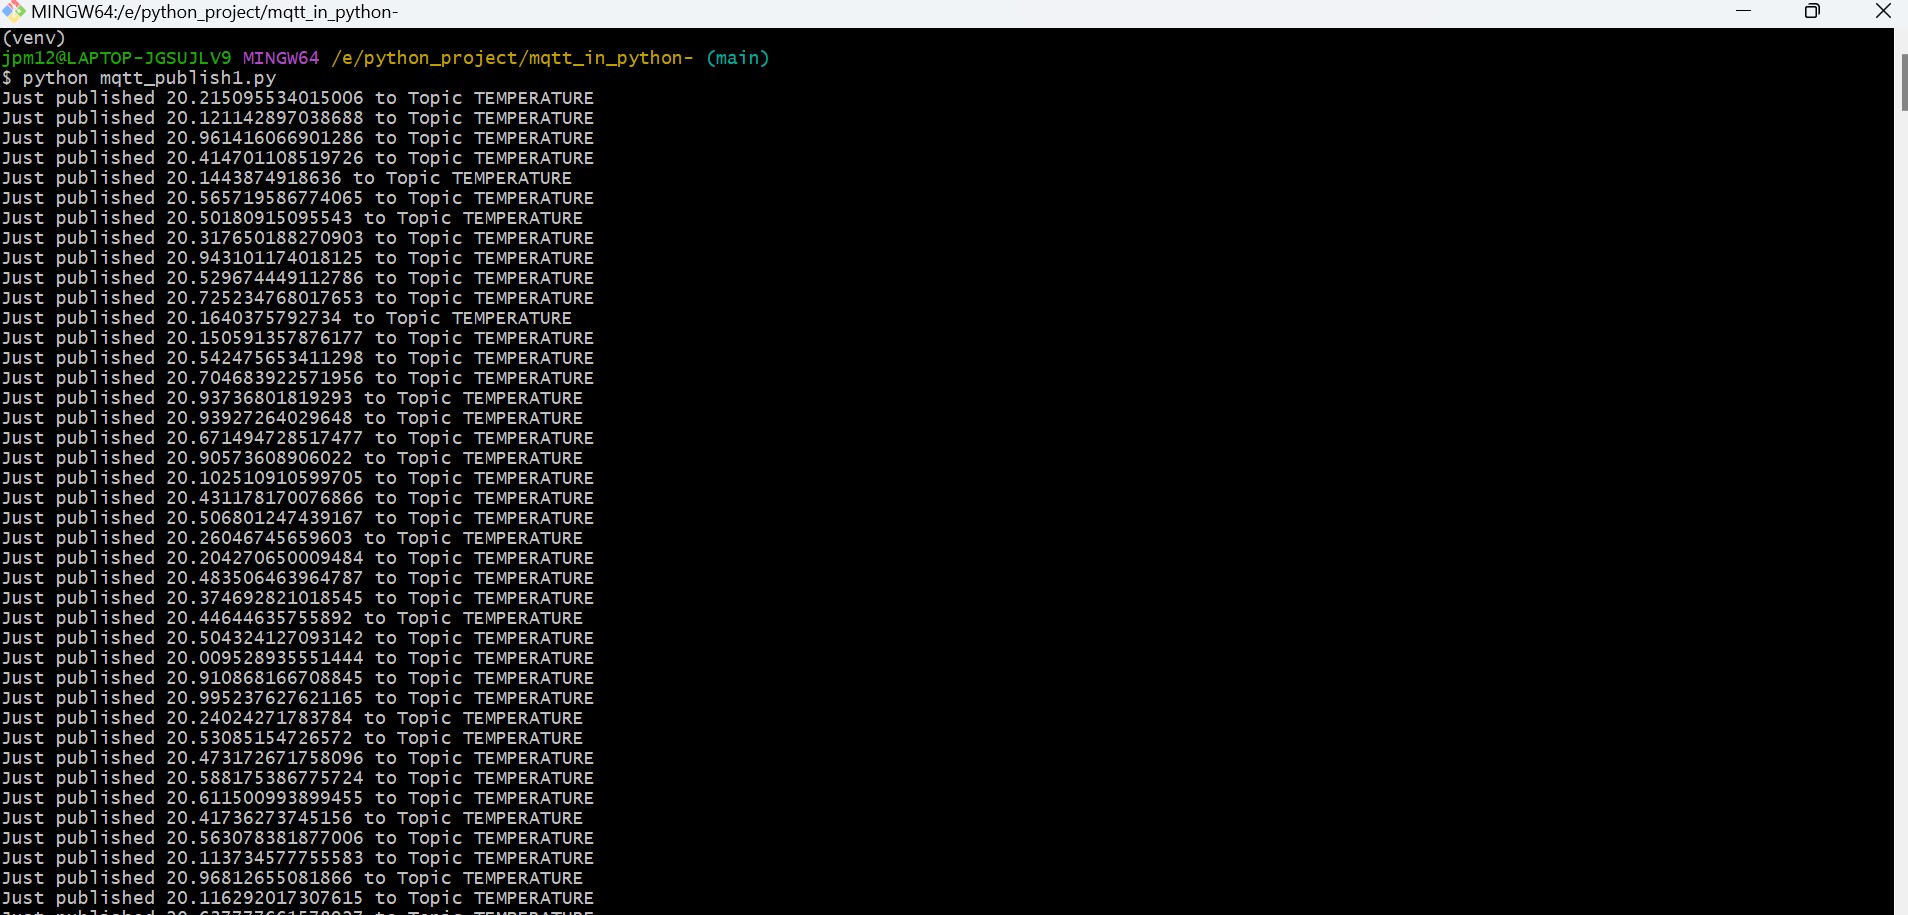 MINGW64:/e/python_project/mqtt_in_python-
(venv)
jpm12@LAPTOP-JGSUJLV9 MINGW64 /e/python_project/mqtt_in_python- (main)
$ python mqtt_publish1.py
Just published 20.215095534015006 to Topic TEMPERATURE
Just published 20.121142897038688 to Topic TEMPERATURE
Just published 20.961416066901286 to Topic TEMPERATURE
Just published 20.414701108519726 to Topic TEMPERATURE
Just published 20.1443874918636 to Topic TEMPERATURE
Just published 20.565719586774065 to Topic TEMPERATURE
Just published 20.50180915095543 to Topic TEMPERATURE
Just published 20.317650188270903 to Topic TEMPERATURE
Just published 20.943101174018125 to Topic TEMPERATURE
Just published 20.529674449112786 to Topic TEMPERATURE
Just published 20.725234768017653 to Topic TEMPERATURE
Just published 20.1640375792734 to Topic TEMPERATURE
Just published 20.150591357876177 to Topic TEMPERATURE
Just published 20.542475653411298 to Topic TEMPERATURE
Just published 20.704683922571956 to Topic TEMPERATURE
Just published 20.93736801819293 to Topic TEMPERATURE
Just published 20.93927264029648 to Topic TEMPERATURE
Just published 20.671494728517477 to Topic TEMPERATURE
Just published 20.90573608906022 to Topic TEMPERATURE
Just published 20.102510910599705 to Topic TEMPERATURE
Just published 20.431178170076866 to Topic TEMPERATURE
Just published 20.506801247439167 to Topic TEMPERATURE
Just published 20.26046745659603 to Topic TEMPERATURE
Just published 20.204270650009484 to Topic TEMPERATURE
Just published 20.483506463964787 to Topic TEMPERATURE
Just published 20.374692821018545 to Topic TEMPERATURE
Just published 20.44644635755892 to Topic TEMPERATURE
Just published 20.504324127093142 to Topic TEMPERATURE
Just published 20.009528935551444 to Topic TEMPERATURE
Just published 20.910868166708845 to Topic TEMPERATURE
Just published 20.995237627621165 to Topic TEMPERATURE
Just published 20.24024271783784 to Topic TEMPERATURE
Just published 20.53085154726572 to Topic TEMPERATURE
Just published 20.473172671758096 to Topic TEMPERATURE
Just published 20.588175386775724 to Topic TEMPERATURE
Just published 20.611500993899455 to Topic TEMPERATURE
Just published 20.41736273745156 to Topic TEMPERATURE
Just published 20.563078381877006 to Topic TEMPERATURE
Just published 20.113734577755583 to Topic TEMPERATURE
Just published 20.96812655081866 to Topic TEMPERATURE
Just published 20.116292017307615 to Topic TEMPERATURE